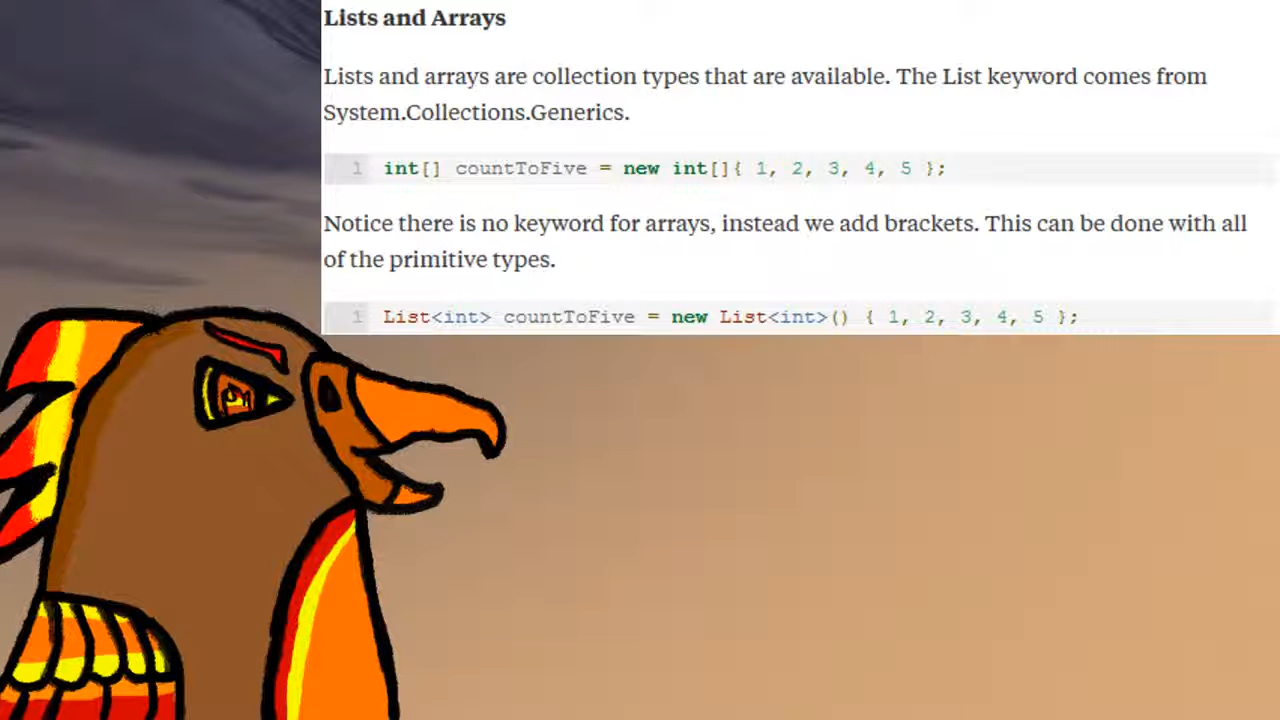 Lists and Arrays
Lists and arrays are collection types that are available. The List keyword comes from
System.Collections.Generics.
1 int[] countToFive = new int[]{ 1, 2, 3, 4, 5 };
Notice there is no keyword for arrays, instead we add brackets. This can be done with all
of the primitive types.
1 List<int> countToFive = new List<int>() { 1, 2, 3, 4, 5 };